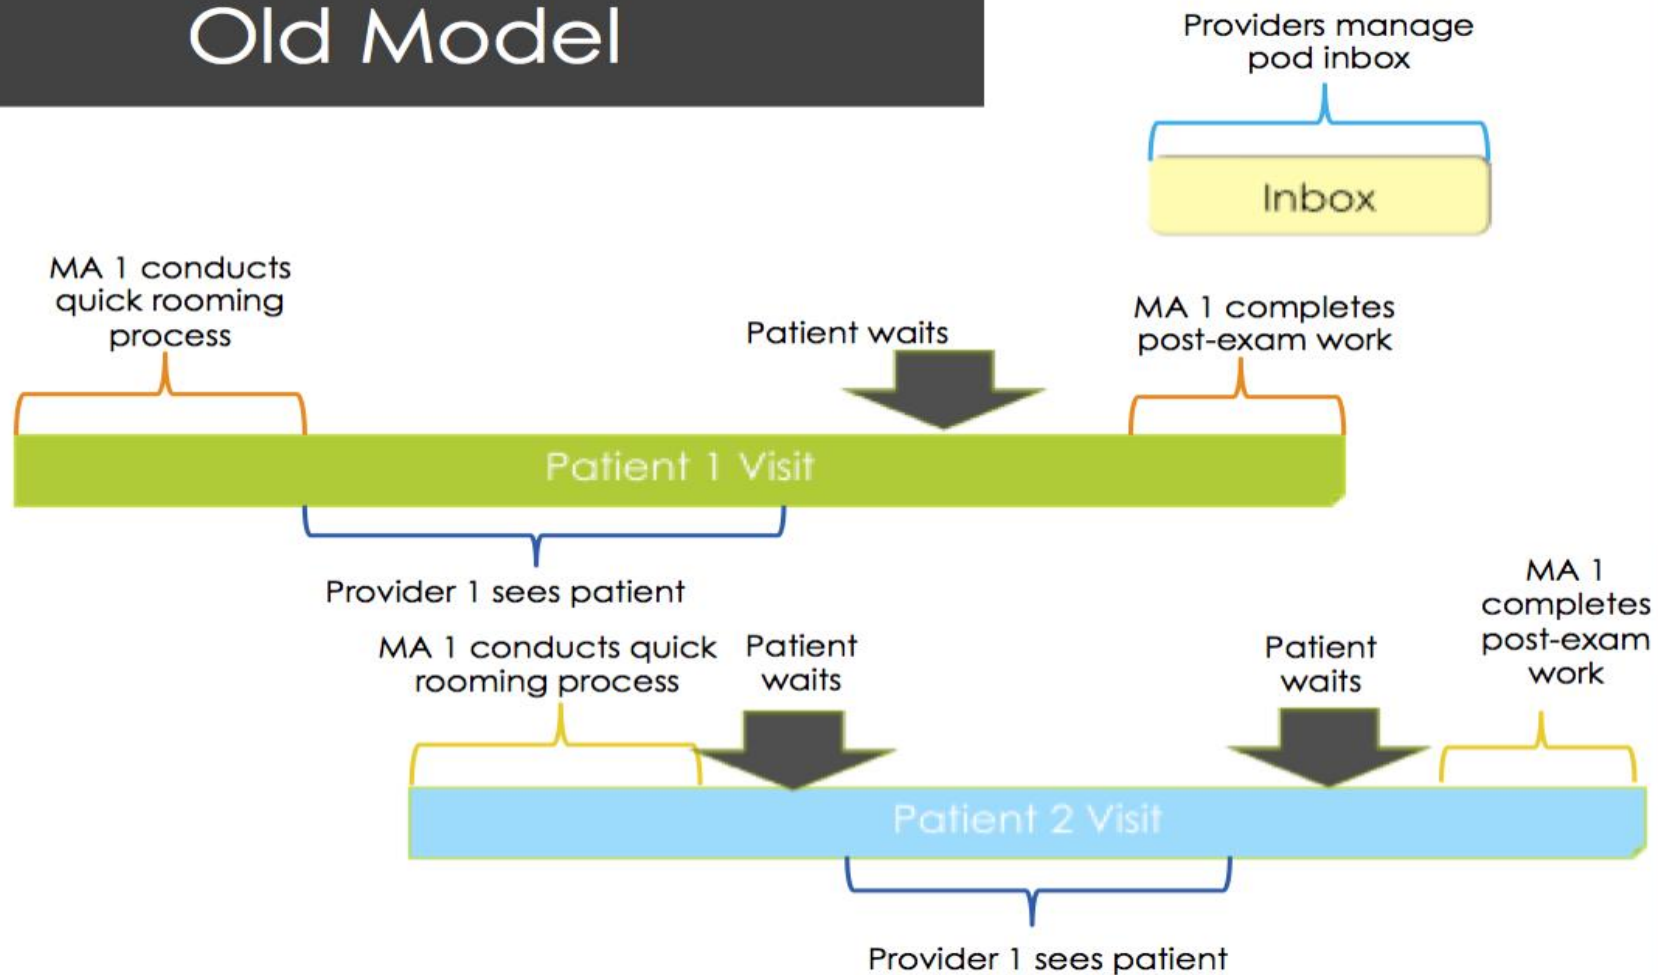 Old Model
Providers manage
pod inbox
Inbox
MA 1 conducts
quick rooming
process
Patient waits
MA 1 completes
post-exam work
Patient 1 Visit
Provider 1 sees patient
MA 1 conducts quick
rooming process
Patient
waits
Patient
waits
MA 1
completes
post-exam
work
Patient 2 Visit
Provider 1 sees patient